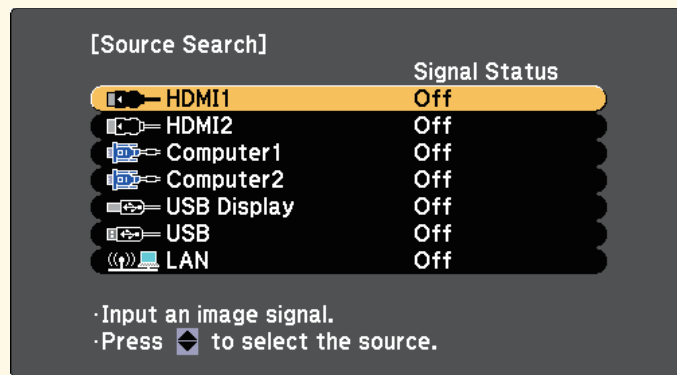 [Source Search]
Signal Status
HDMI1 Off
HDMI2 Off
Computer1 Off
Computer2 Off
USB Display Off
USB Off
LAN Off
·Input an image signal.
·Press to select the source.